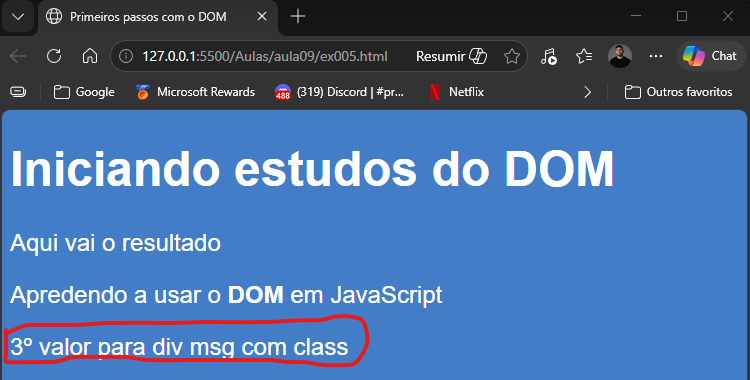 Primeiros passos com o DOM
127.0.0.1:5500/Aulas/aula09/ex005.html
Resumir
Chat
Google
Microsoft Rewards
488
(319) Discord | #pr...
Netflix
Outros favoritos
Iniciando estudos do DOM
Aqui vai o resultado
Apredendo a usar o DOM em JavaScript
3º valor para div msg com class